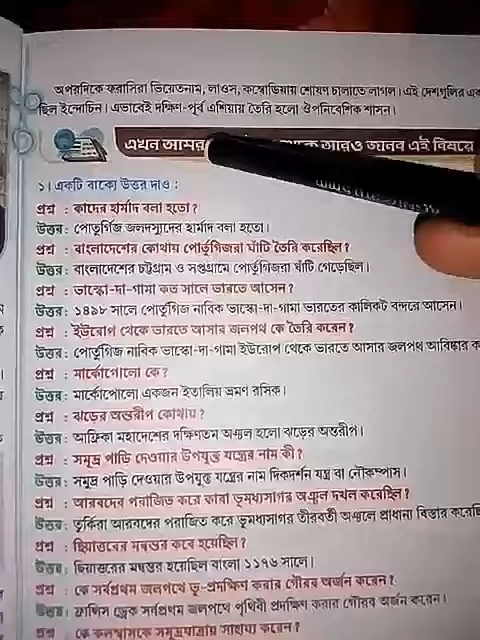 অপরদিকে ফরাসিরা ভিয়েতনাম, লাওস, কম্বোডিয়ায় শোষণ চালাতে লাগল। এই দেশগুলির
ছিল ইন্দোচিন। এভাবেই দক্ষিণ-পূর্ব এশিয়ায় তৈরি হলো ঔপনিবেশিক শাসন।
এখন আমর আরও জানব এই বিষয়ে
১। একটি বাক্যে উত্তর দাও :
প্রশ্ন : কাদের হার্মাদ বলা হতো?
উত্তর: পোর্তুগিজ জলদস্যুদের হার্মাদ বলা হতো।
প্রশ্ন : বাংলাদেশের কোথায় পোর্তুগিজরা ঘাঁটি তৈরি করেছিল?
উত্তর: বাংলাদেশের চট্টগ্রাম ও সপ্তগ্রামে পোর্তুগিজরা ঘাঁটি গেড়েছিল।
প্রশ্ন : ভাস্কো-দা-গামা কত সালে ভারতে আসেন?
উত্তর: ১৪৯৮ সালে পোর্তুগিজ নাবিক ভাস্কো-দা-গামা ভারতের কালিকট বন্দরে আসেন।
প্রশ্ন : ইউরোপ থেকে ভারতে আসার জলপথ কে তৈরি করেন?
উত্তর: পোর্তুগিজ নাবিক ভাস্কো-দা-গামা ইউরোপ থেকে ভারতে আসার জলপথ আবিষ্কার
প্রশ্ন : মার্কোপোলো কে?
উত্তর: মার্কোপোলো একজন ইতালিয় ভ্রমণ রসিক।
প্রশ্ন : ঝড়ের অন্তরীপ কোথায়?
উত্তর: আফ্রিকা মহাদেশের দক্ষিণতম অঞ্চল হলো ঝড়ের অন্তরীপ।
প্রশ্ন : সমুদ্র পাড়ি দেওয়ার উপযুক্ত যন্ত্রের নাম কী?
উত্তর: সমুদ্র পাড়ি দেওয়ার উপযুক্ত যন্ত্রের নাম দিকদর্শন যন্ত্র বা নৌকম্পাস।
প্রশ্ন : আরবদের পরাজিত করে কারা ভূমধ্যসাগর অঞ্চল দখল করেছিল?
উত্তর: তুর্কিরা আরবদের পরাজিত করে ভূমধ্যসাগর তীরবর্তী অঞ্চলে প্রাধান্য বিস্তার
প্রশ্ন : ছিয়াত্তরের মন্বন্তর কবে হয়েছিল?
উত্তর: ছিয়াত্তরের মন্বন্তর হয়েছিল বাংলা ১১৭৬ সালে।
প্রশ্ন : কে সর্বপ্রথম জলপথে ভূ-প্রদক্ষিণ করার গৌরব অর্জন করেন?
উত্তর: ফ্রান্সিস ড্রেক সর্বপ্রথম জলপথে পৃথিবী প্রদক্ষিণ করার গৌরব অর্জন করেন।
প্রশ্ন : কে কলম্বাসকে সমুদ্রযাত্রায় সাহায্য করেন?